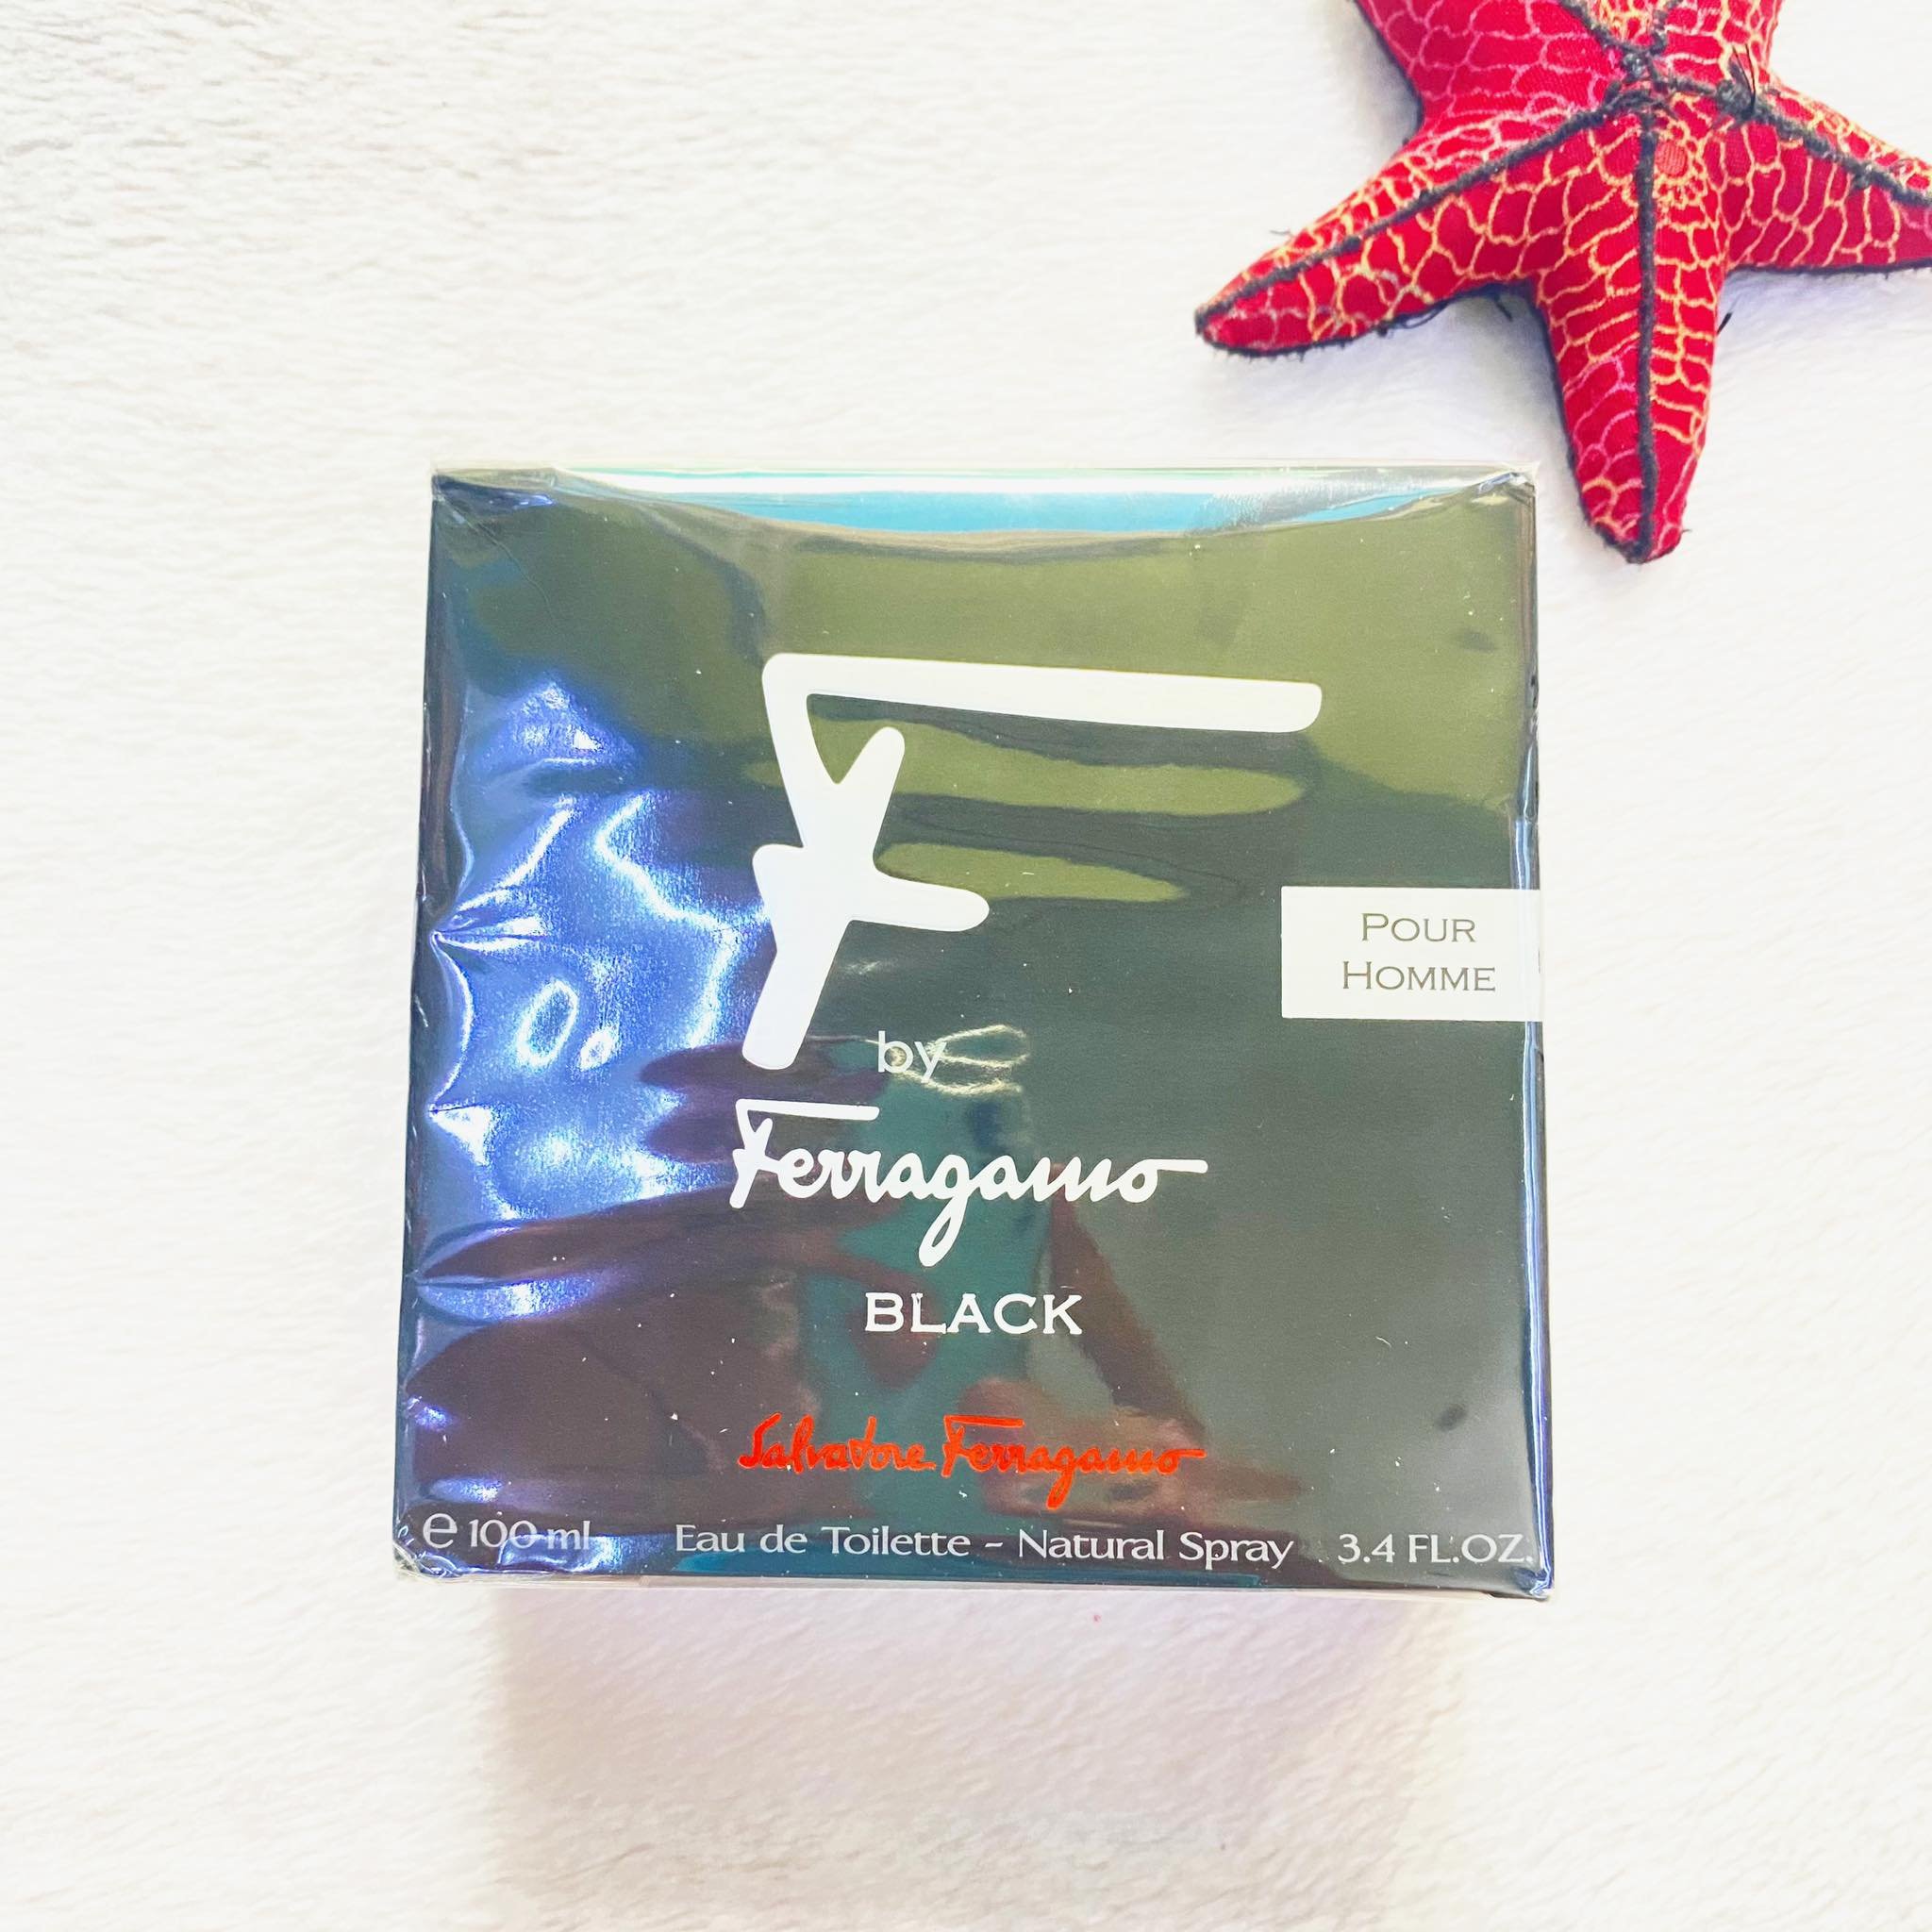 F
POUR
HOMME
by
Ferragamo
BLACK
Salvatore Ferragamo
e 100 ml Eau de Toilette - Natural Spray 3.4 FL.OZ.